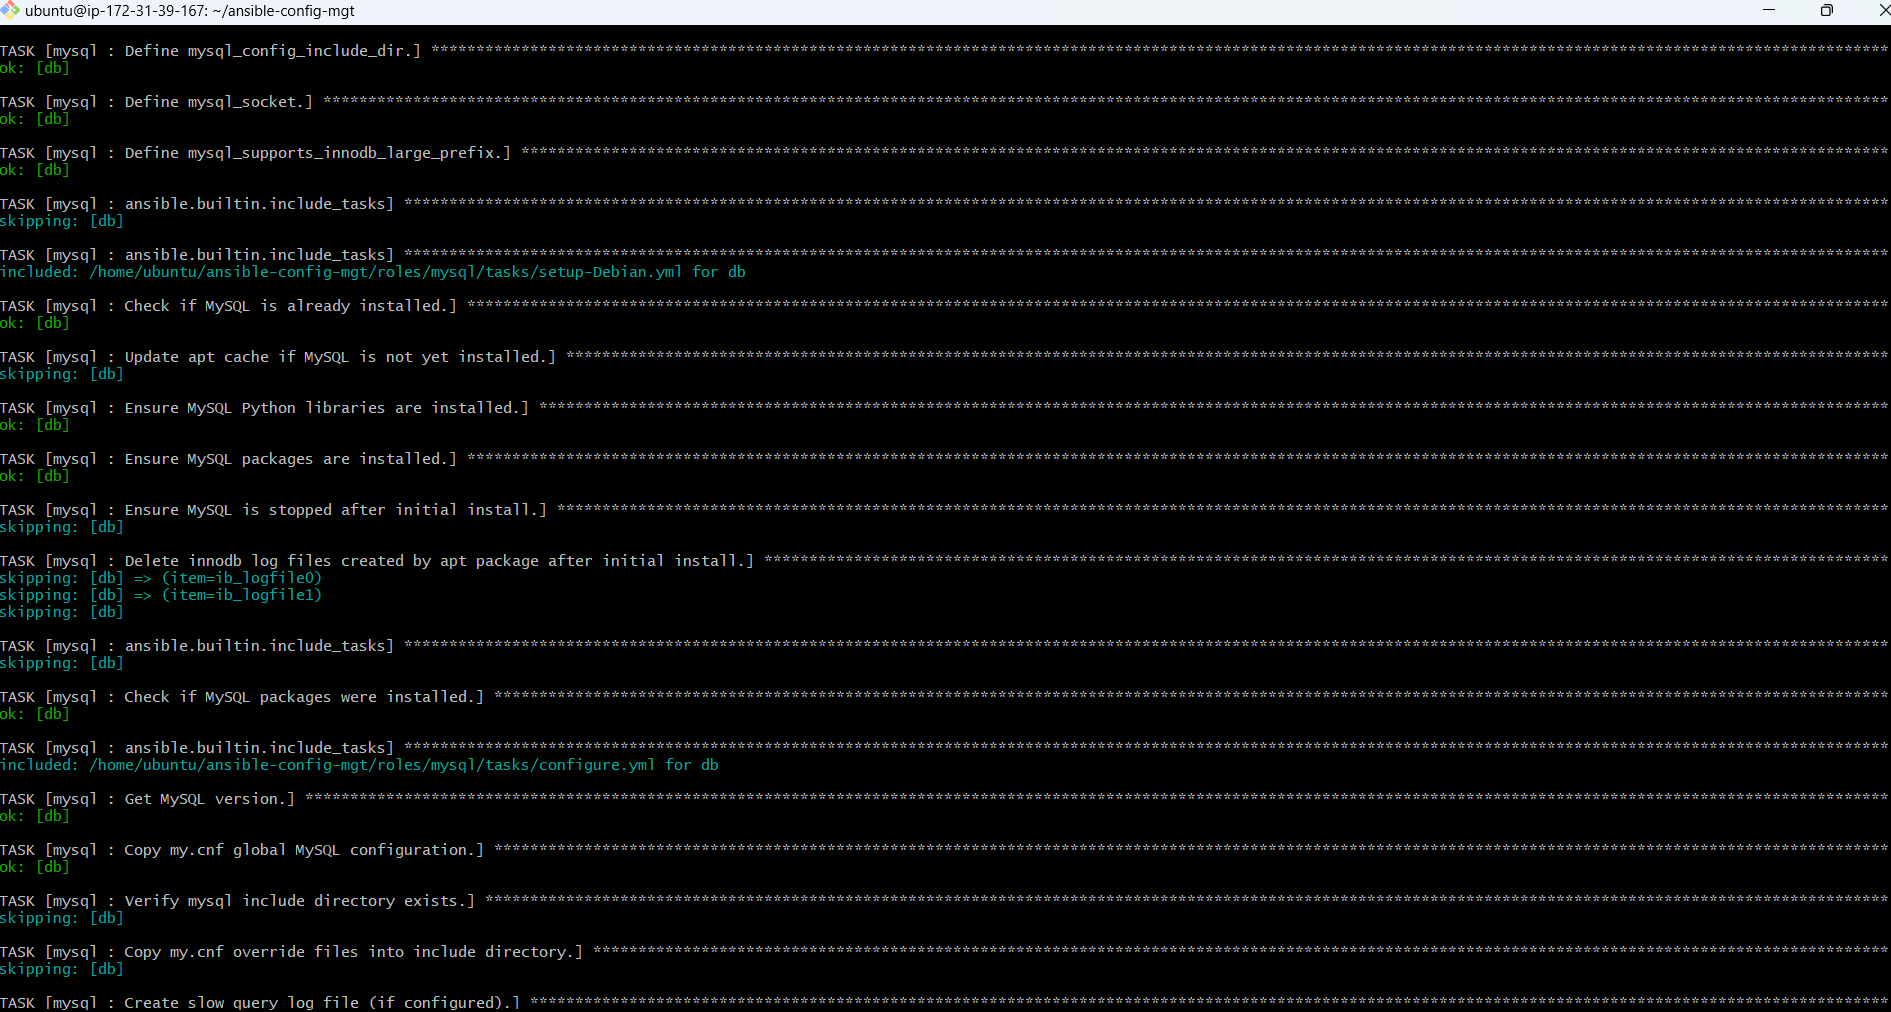 ubuntu@ip-172-31-39-167: ~/ansible-config-mgt
TASK [mysql : Define mysql_config_include_dir.] ******************************************************************************************************************************************************************
ok: [db]
TASK [mysql : Define mysql_socket.] ******************************************************************************************************************************************************************************
ok: [db]
TASK [mysql : Define mysql_supports_innodb_large_prefix.] ********************************************************************************************************************************************************
ok: [db]
TASK [mysql : ansible.builtin.include_tasks] *********************************************************************************************************************************************************************
skipping: [db]
TASK [mysql : ansible.builtin.include_tasks] *********************************************************************************************************************************************************************
included: /home/ubuntu/ansible-config-mgt/roles/mysql/tasks/setup-Debian.yml for db
TASK [mysql : Check if MySQL is already installed.] **************************************************************************************************************************************************************
ok: [db]
TASK [mysql : Update apt cache if MySQL is not yet installed.] ***************************************************************************************************************************************************
skipping: [db]
TASK [mysql : Ensure MySQL Python libraries are installed.] ******************************************************************************************************************************************************
ok: [db]
TASK [mysql : Ensure MySQL packages are installed.] **************************************************************************************************************************************************************
ok: [db]
TASK [mysql : Ensure MySQL is stopped after initial install.] ****************************************************************************************************************************************************
skipping: [db]
TASK [mysql : Delete innodb log files created by apt package after initial install.] *****************************************************************************************************************************
skipping: [db] => (item=ib_logfile0)
skipping: [db] => (item=ib_logfile1)
skipping: [db]
TASK [mysql : ansible.builtin.include_tasks] *********************************************************************************************************************************************************************
skipping: [db]
TASK [mysql : Check if MySQL packages were installed.] ***********************************************************************************************************************************************************
ok: [db]
TASK [mysql : ansible.builtin.include_tasks] *********************************************************************************************************************************************************************
included: /home/ubuntu/ansible-config-mgt/roles/mysql/tasks/configure.yml for db
TASK [mysql : Get MySQL version.] ********************************************************************************************************************************************************************************
ok: [db]
TASK [mysql : Copy my.cnf global MySQL configuration.] ***********************************************************************************************************************************************************
ok: [db]
TASK [mysql : Verify mysql include directory exists.] ************************************************************************************************************************************************************
skipping: [db]
TASK [mysql : Copy my.cnf override files into include directory.] ************************************************************************************************************************************************
skipping: [db]
TASK [mysql : Create slow query log file (if configured).] *******************************************************************************************************************************************************